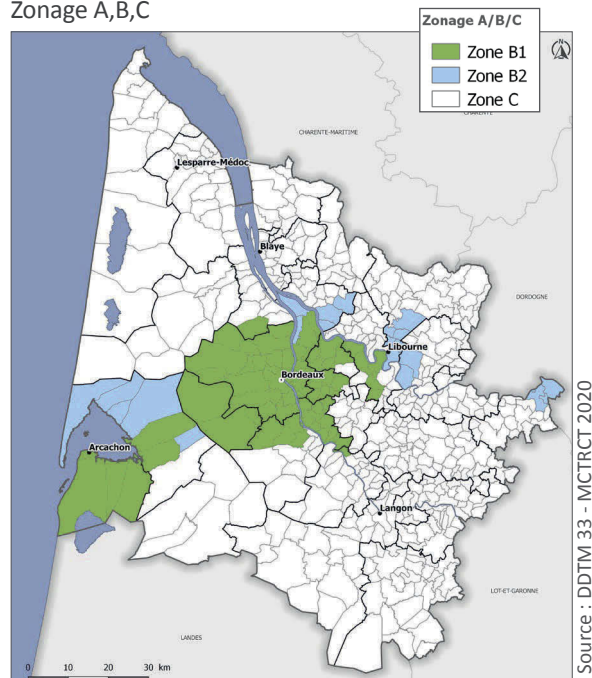 Zonage A,B,C
Zonage A/B/C
Zone B1
Zone B2
Zone C
N
CHARENTE
CHARENTE-MARITIME
Lesparre-Médoc
Blaye
DORDOGNE
Libourne
Bordeaux
Arcachon
Langon
LOT-ET-GARONNE
LANDES
0 10 20 30 km
Source : DDTM 33 - MCTRCT 2020